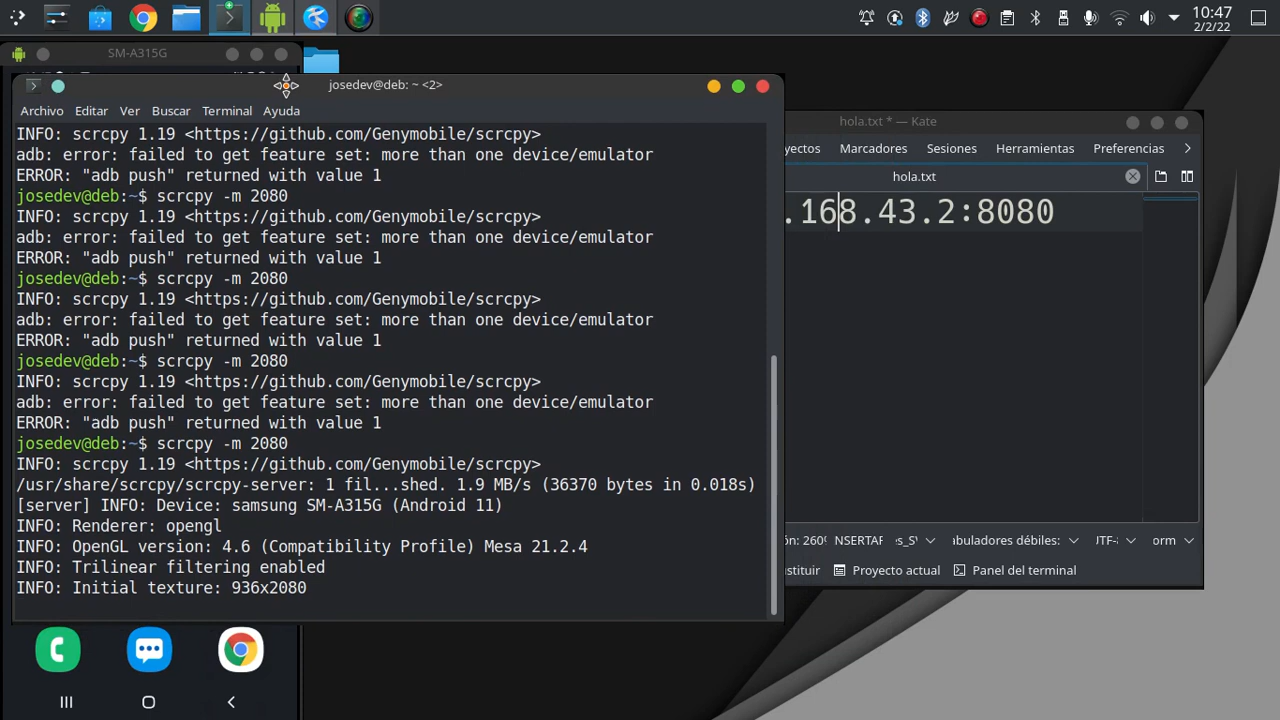 10:47
2/2/22
SM-A315G
josedev@deb: ~ <2>
Archivo Editar Ver Buscar Terminal Ayuda
INFO: scrcpy 1.19 <https://github.com/Genymobile/scrcpy>
adb: error: failed to get feature set: more than one device/emulator
ERROR: "adb push" returned with value 1
josedev@deb:~$ scrcpy -m 2080
INFO: scrcpy 1.19 <https://github.com/Genymobile/scrcpy>
adb: error: failed to get feature set: more than one device/emulator
ERROR: "adb push" returned with value 1
josedev@deb:~$ scrcpy -m 2080
INFO: scrcpy 1.19 <https://github.com/Genymobile/scrcpy>
adb: error: failed to get feature set: more than one device/emulator
ERROR: "adb push" returned with value 1
josedev@deb:~$ scrcpy -m 2080
INFO: scrcpy 1.19 <https://github.com/Genymobile/scrcpy>
adb: error: failed to get feature set: more than one device/emulator
ERROR: "adb push" returned with value 1
josedev@deb:~$ scrcpy -m 2080
INFO: scrcpy 1.19 <https://github.com/Genymobile/scrcpy>
/usr/share/scrcpy/scrcpy-server: 1 fil...shed. 1.9 MB/s (36370 bytes in 0.018s)
[server] INFO: Device: samsung SM-A315G (Android 11)
INFO: Renderer: opengl
INFO: OpenGL version: 4.6 (Compatibility Profile) Mesa 21.2.4
INFO: Trilinear filtering enabled
INFO: Initial texture: 936x2080
hola.txt * — Kate
yectos Marcadores Sesiones Herramientas Preferencias
hola.txt
.168.43.2:8080
ón: 260% NSERTAF es_SV abuladores débiles: JTF-8 orm
stituir Proyecto actual Panel del terminal